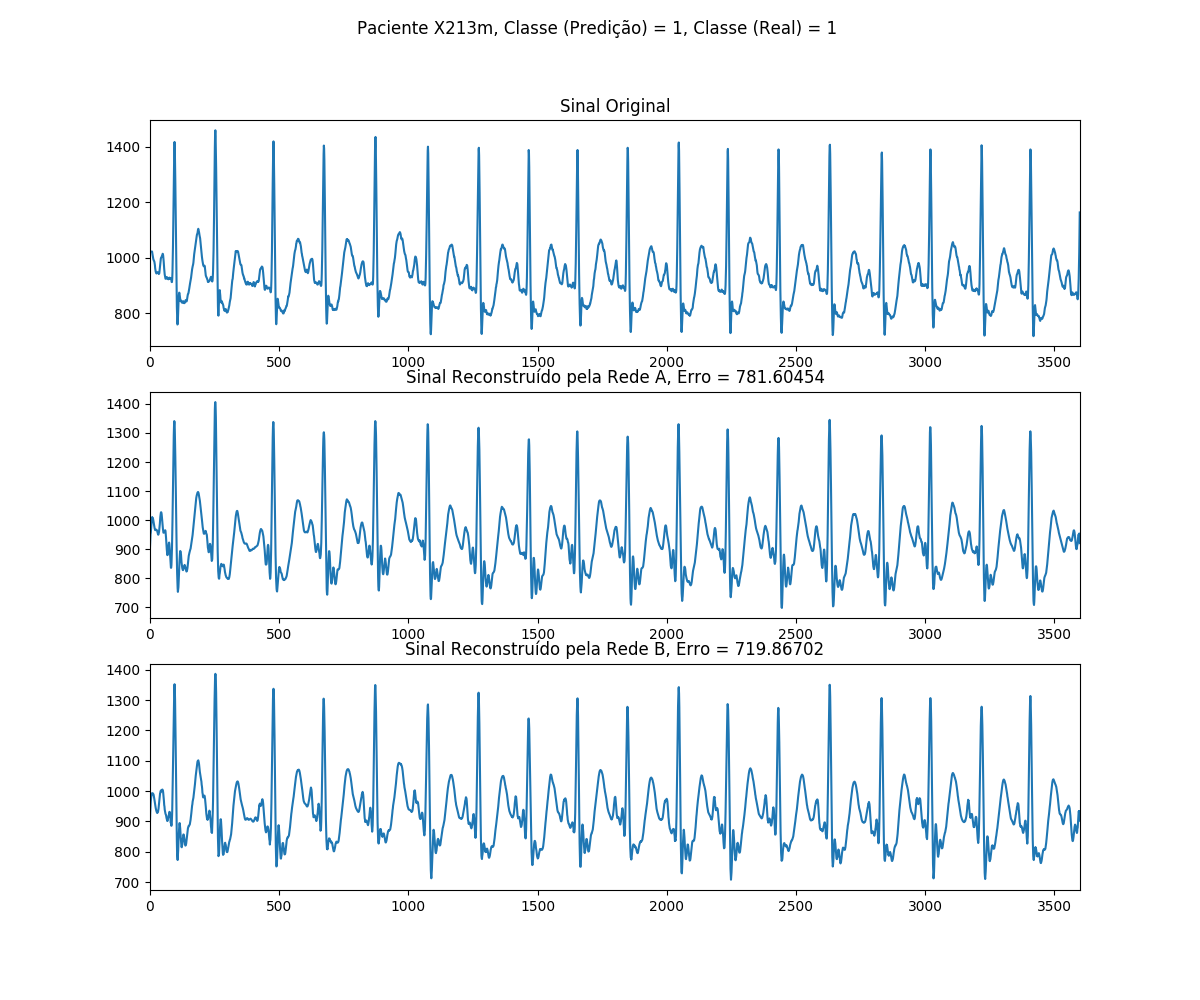 Paciente X213m, Classe (Predição) = 1, Classe (Real) = 1
Sinal Original
1400
1200
1000
800
0 500 1000 1500 2000 2500 3000 3500
Sinal Reconstruído pela Rede A, Erro = 781.60454
1400
1300
1200
1100
1000
900
800
700
0 500 1000 1500 2000 2500 3000 3500
Sinal Reconstruído pela Rede B, Erro = 719.86702
1400
1300
1200
1100
1000
900
800
700
0 500 1000 1500 2000 2500 3000 3500